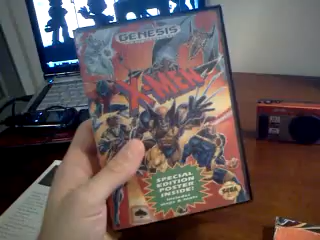 GENESIS
X-MEN
SPECIAL
EDITION
POSTER
INSIDE!
SEGA